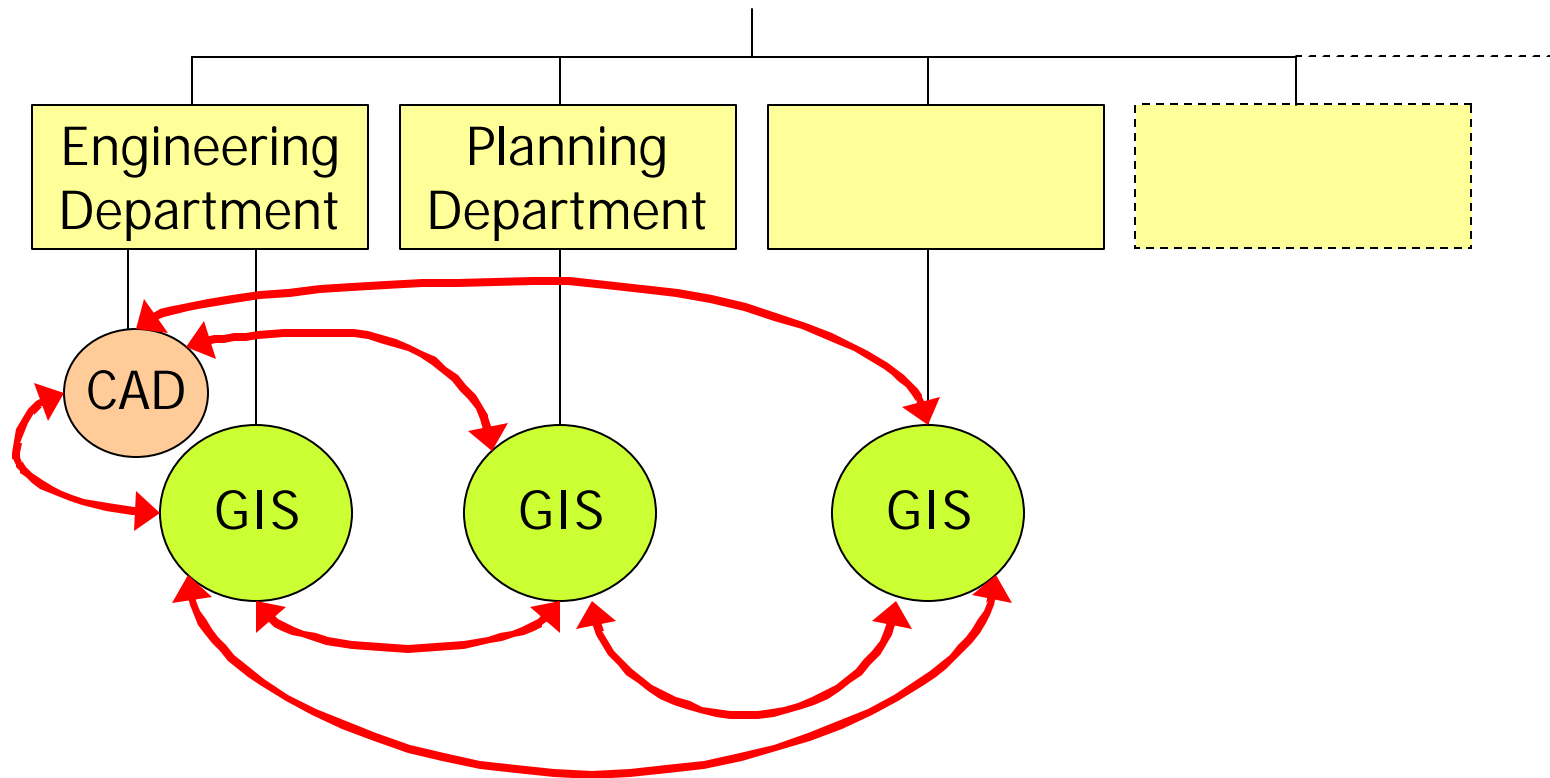 Engineering
Department
Planning
Department
CAD
GIS
GIS
GIS